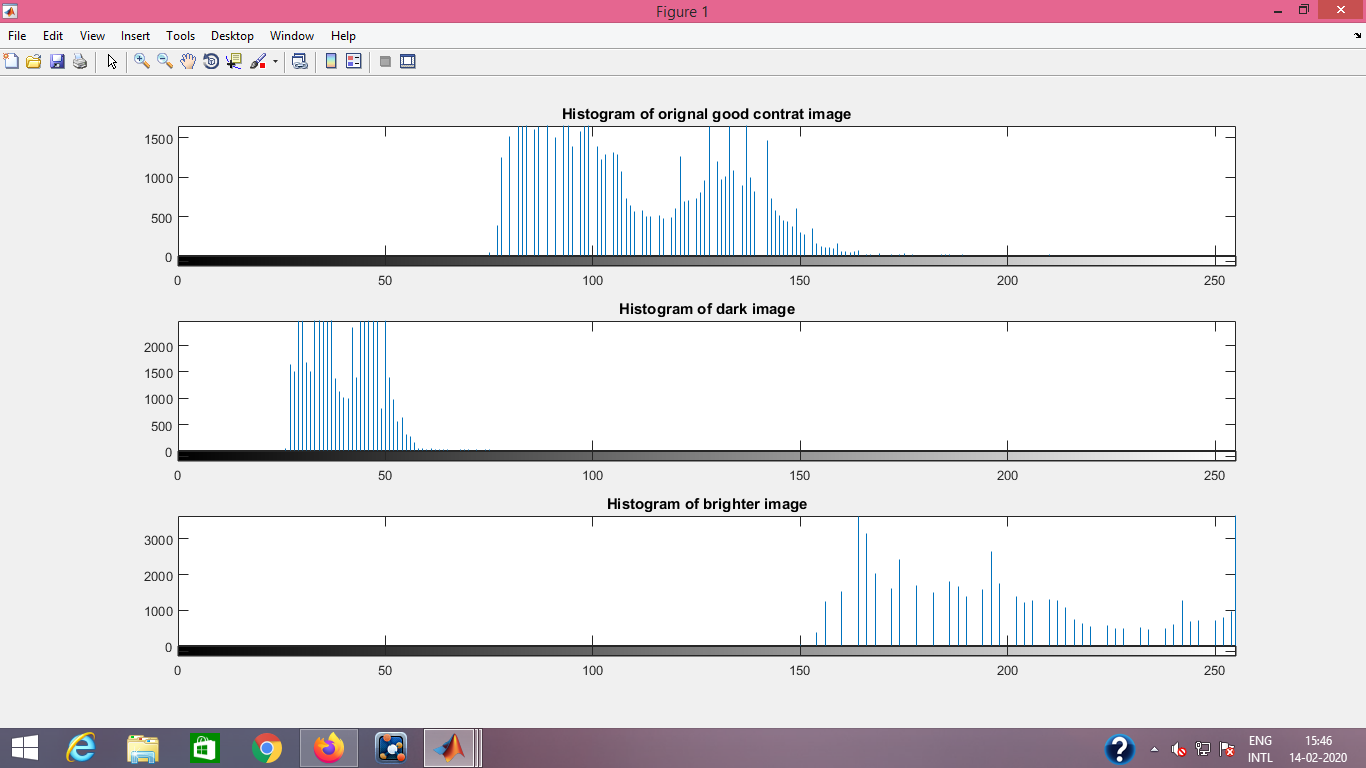 Figure 1
File Edit View Insert Tools Desktop Window Help
Histogram of orignal good contrat image
1500
1000
500
0
0 50 100 150 200 250
Histogram of dark image
2000
1500
1000
500
0
0 50 100 150 200 250
Histogram of brighter image
3000
2000
1000
0
0 50 100 150 200 250
ENG 15:46
INTL 14-02-2020